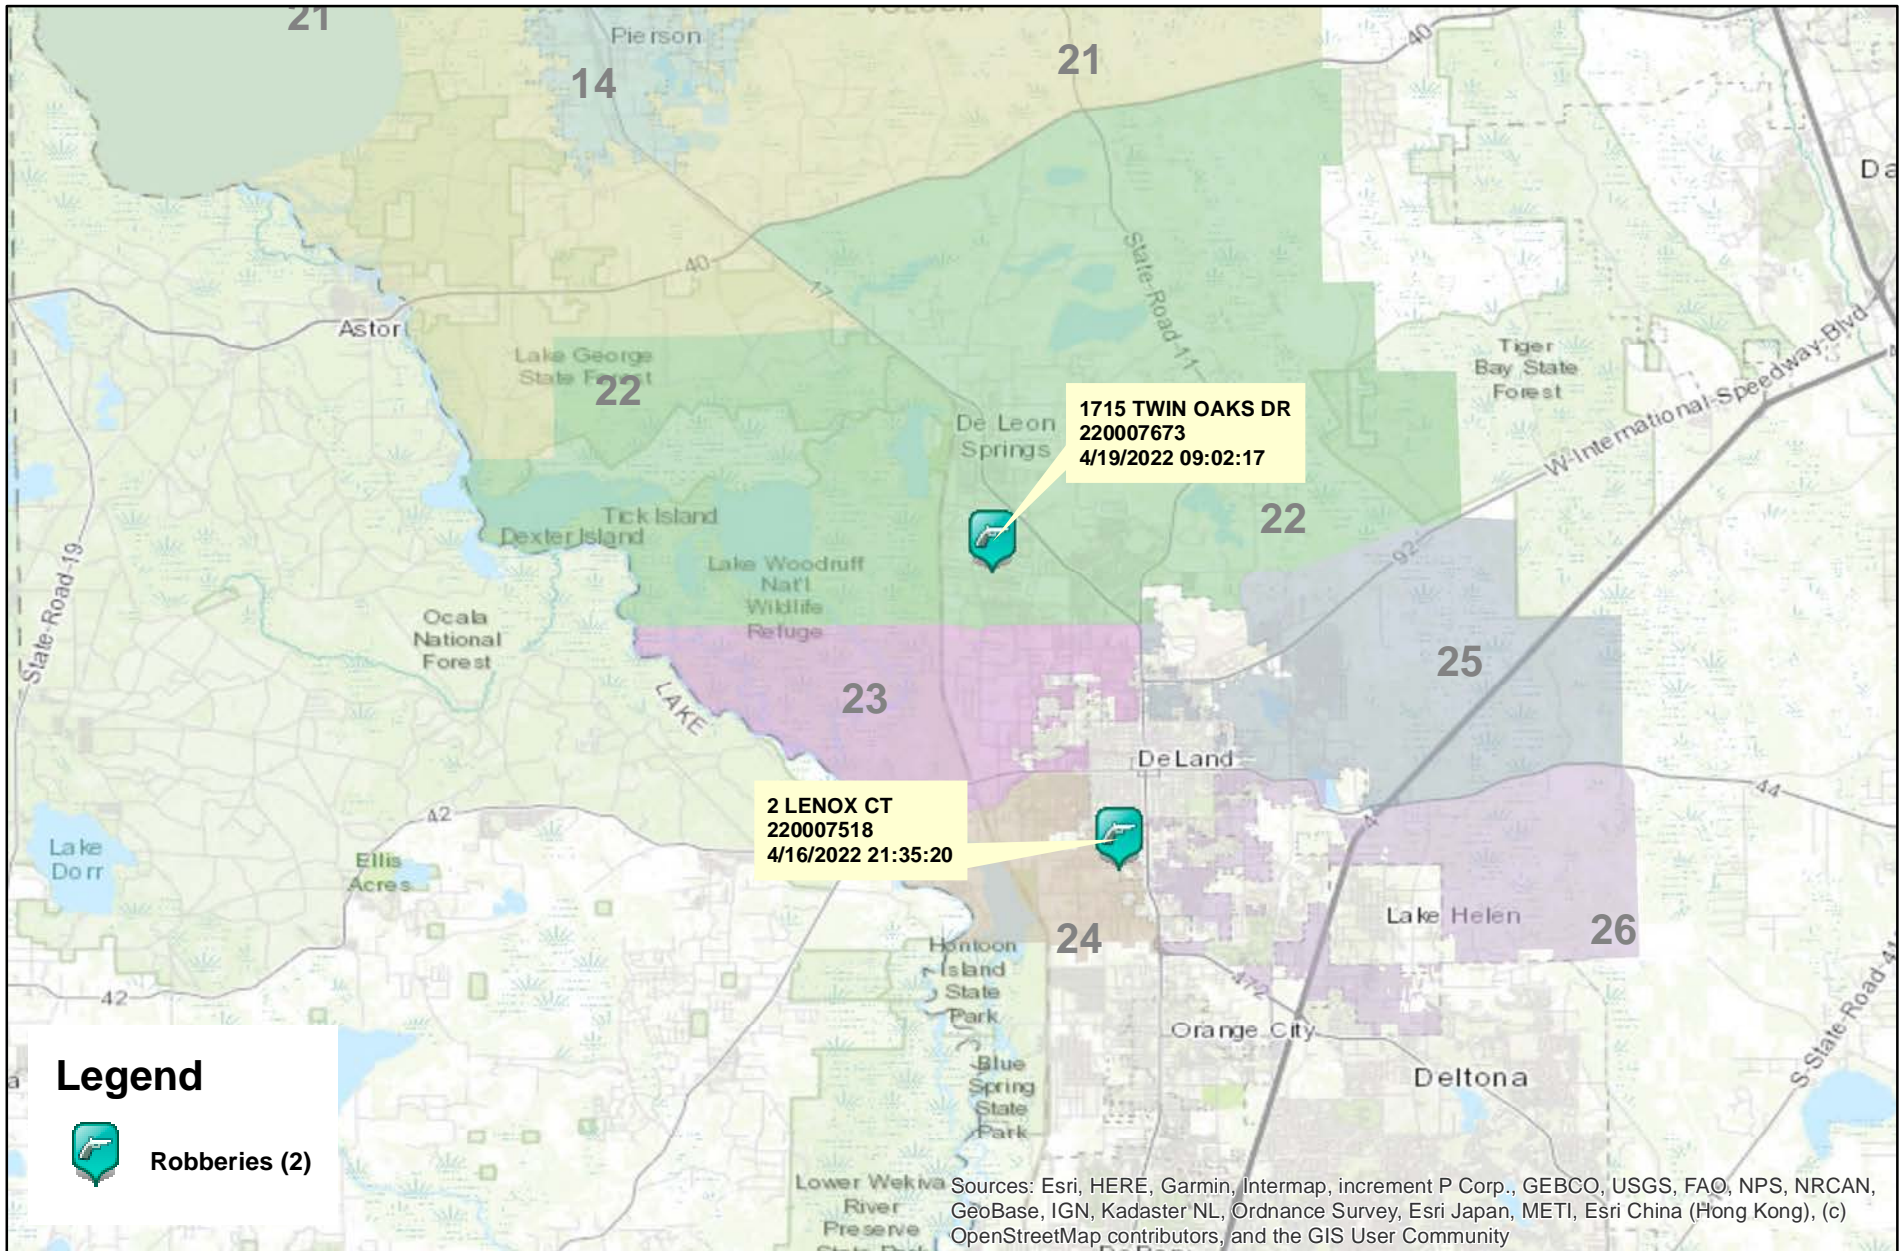 21
VOLUSIA
Pierson
14
21
40
Da
40
17
State-Road-11
Astor
Lake George
State Forest
22
Tiger
Bay State
Forest
W-International-Speedway-Blvd
De Leon
Springs
1715 TWIN OAKS DR
220007673
4/19/2022 09:02:17
22
Tick Island
Dexter Island
92
State-Road-19
Lake Woodruff
Nat'l
Wildlife
Refuge
Ocala
National
Forest
LAKE
23
25
DeLand
44
2 LENOX CT
220007518
4/16/2022 21:35:20
42
Lake
Dorr
Ellis
Acres
4
Lake Helen
26
24
Hontoon
Island
State
Park
472
42
Orange City
S-State-Road-41
Blue
Spring
State
Park
Deltona
a
Legend
Robberies (2)
Lower Wekiva
River
Preserve
State Park
Sources: Esri, HERE, Garmin, Intermap, increment P Corp., GEBCO, USGS, FAO, NPS, NRCAN,
GeoBase, IGN, Kadaster NL, Ordnance Survey, Esri Japan, METI, Esri China (Hong Kong), (c)
OpenStreetMap contributors, and the GIS User Community